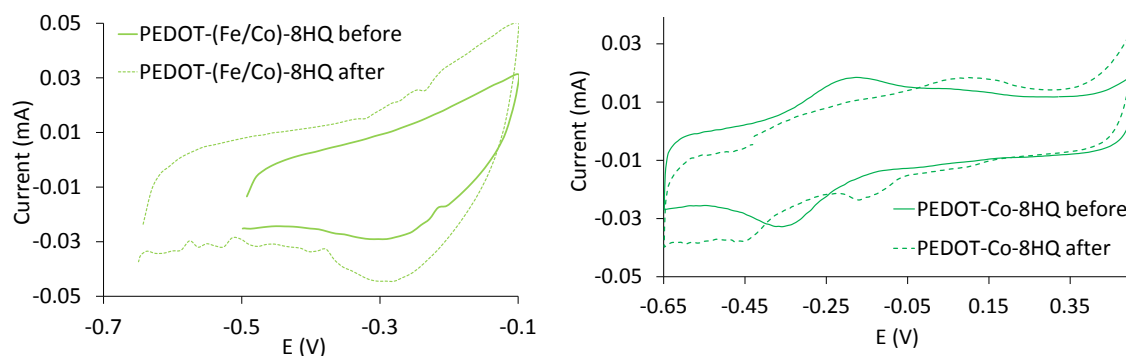 0.05
PEDOT-(Fe/Co)-8HQ before
PEDOT-(Fe/Co)-8HQ after
0.03
0.01
-0.01
-0.03
-0.05
Current (mA)
-0.7
-0.5
-0.3
-0.1
E (V)
0.03
0.01
-0.01
-0.03
-0.05
Current (mA)
PEDOT-Co-8HQ before
PEDOT-Co-8HQ after
-0.65
-0.45
-0.25
-0.05
0.15
0.35
E (V)